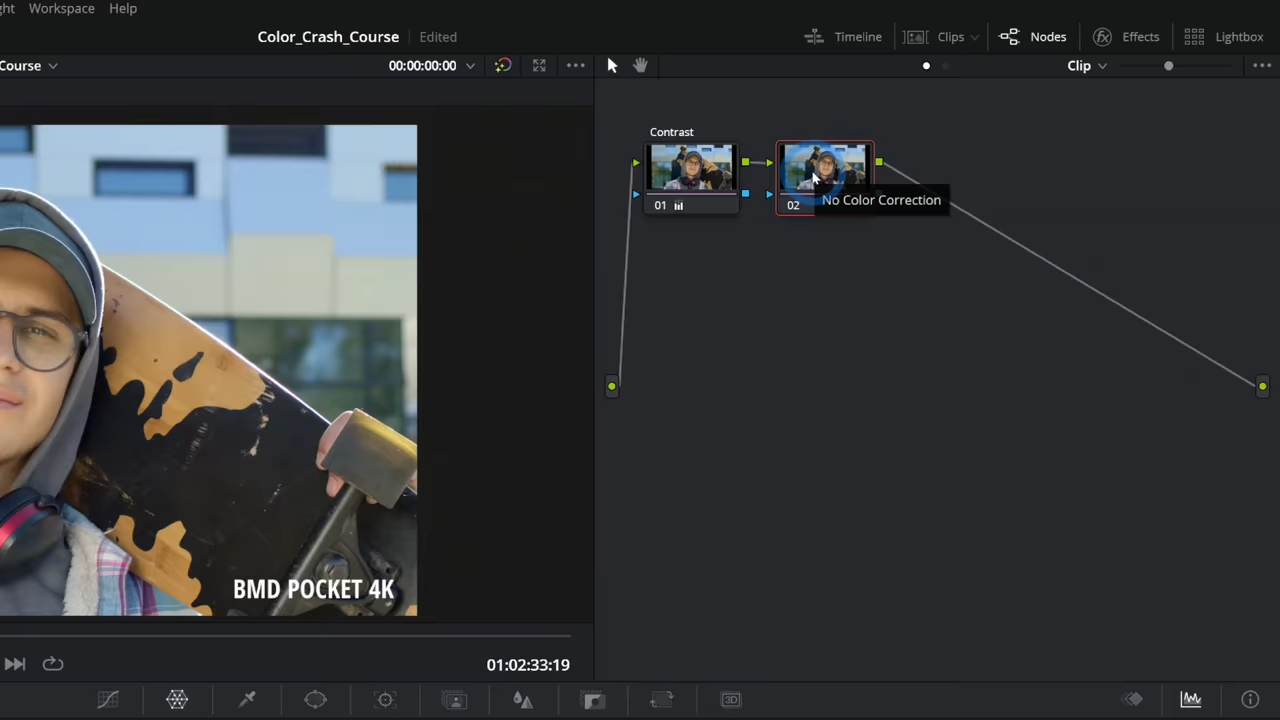 ght Workspace Help
Color_Crash_Course Edited
Timeline Clips Nodes Effects Lightbox
Course 00:00:00:00 Clip
Contrast
01 02
No Color Correction
BMD POCKET 4K
01:02:33:19
3D